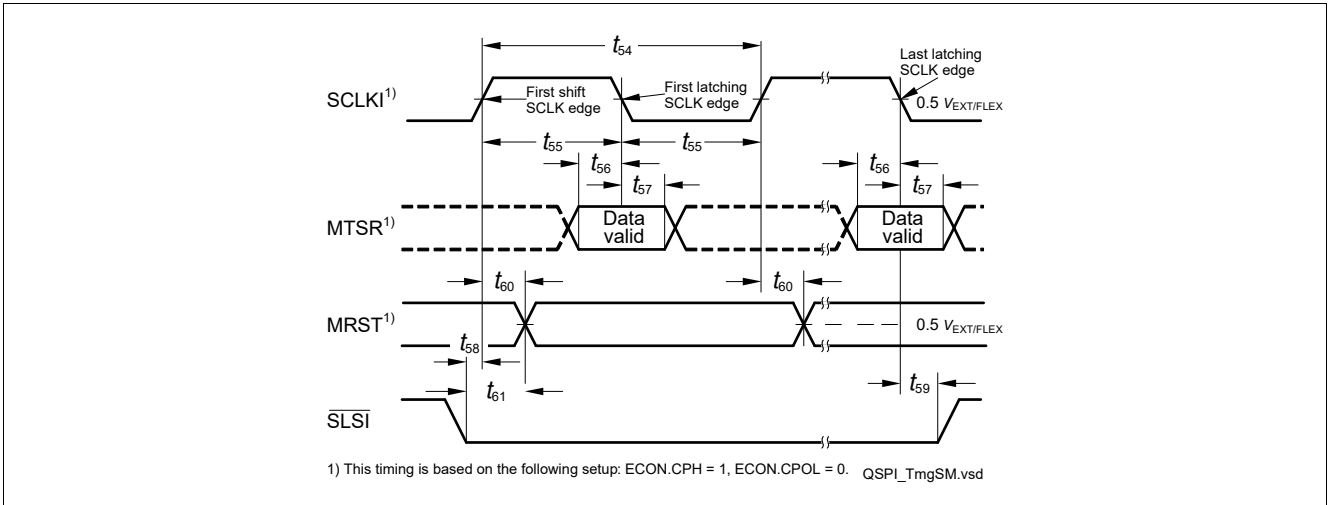 t54
SCLKI1)
First shift
SCLK edge
First latching
SCLK edge
Last latching
SCLK edge
0.5 VEXT/FLEX
t55
t55
t56
t57
t56
t57
MTSR1)
Data
valid
Data
valid
t60
t60
MRST1)
0.5 VEXT/FLEX
t58
t61
t59
SLSI
1) This timing is based on the following setup: ECON.CPH = 1, ECON.CPOL = 0.
QSPI_TmgSM.vsd